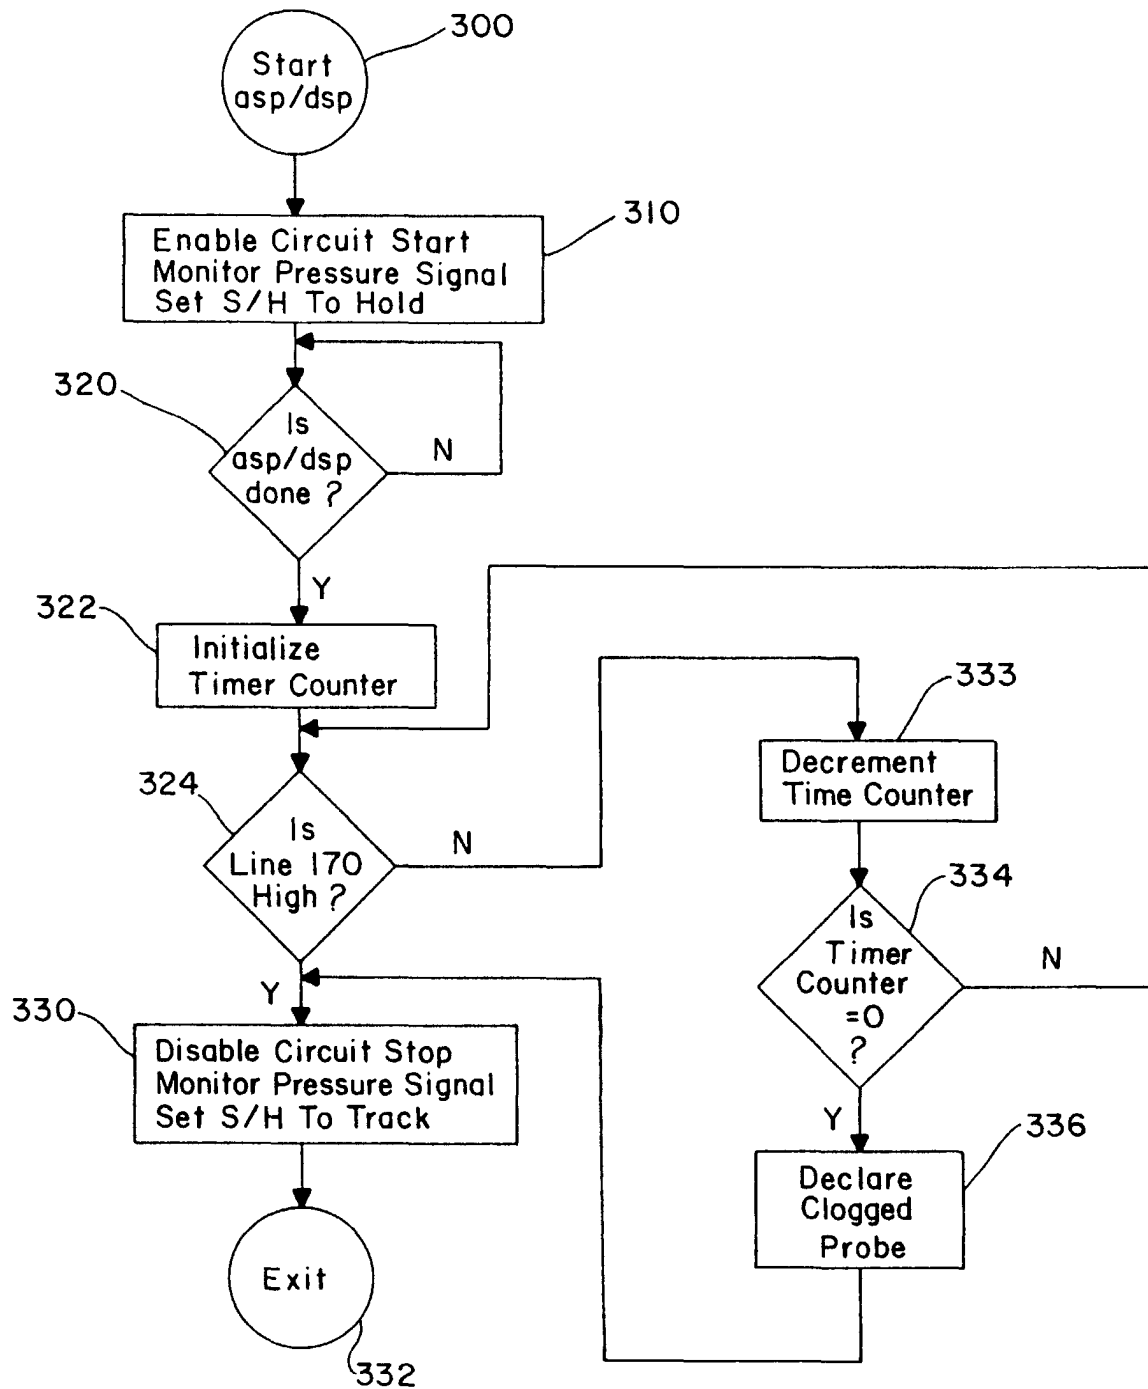 300
Start
asp/dsp
310
Enable Circuit Start
Monitor Pressure Signal
Set S/H To Hold
320
Is
asp/dsp
done ?
N
Y
322
Initialize
Timer Counter
324
Is
Line 170
High ?
N
Y
330
Disable Circuit Stop
Monitor Pressure Signal
Set S/H To Track
Exit
332
333
Decrement
Time Counter
334
Is
Timer
Counter
=0
?
N
Y
336
Declare
Clogged
Probe